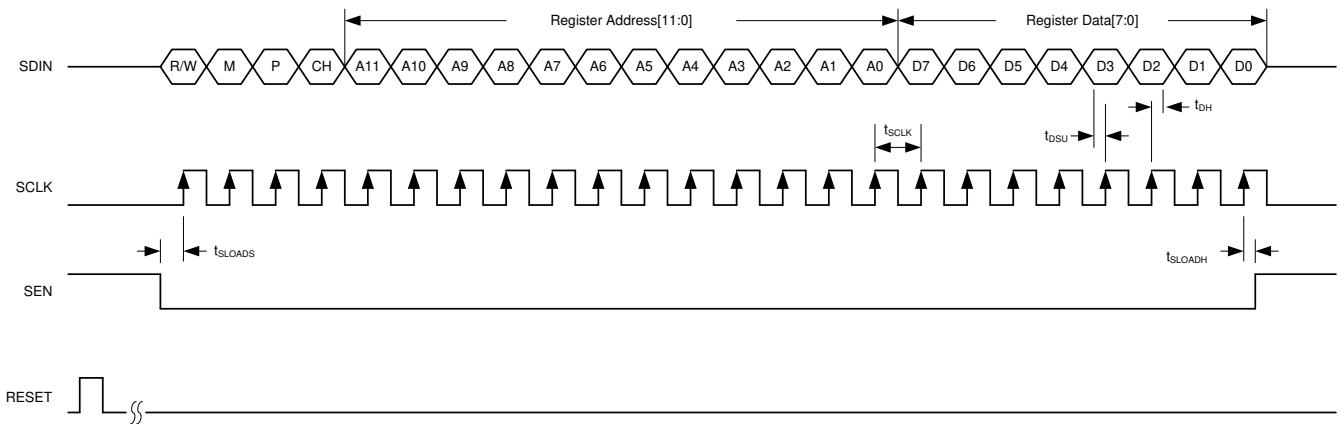 Register Address[11:0] Register Data[7:0]
SDIN R/W M P CH A11 A10 A9 A8 A7 A6 A5 A4 A3 A2 A1 A0 D7 D6 D5 D4 D3 D2 D1 D0
tDH
tSCLK tDSU
SCLK
tSLOADS tSLOADH
SEN
RESET